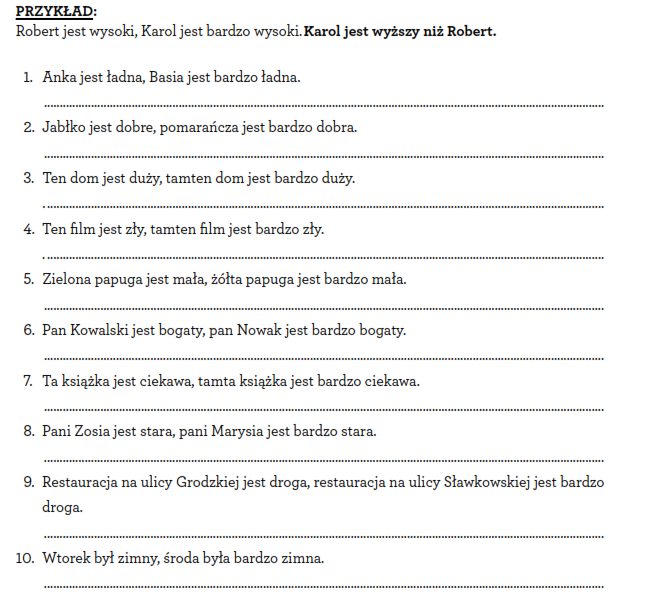 PRZYKŁAD:
Robert jest wysoki, Karol jest bardzo wysoki. Karol jest wyższy niż Robert.
1. Anka jest ładna, Basia jest bardzo ładna.
2. Jabłko jest dobre, pomarańcza jest bardzo dobra.
3. Ten dom jest duży, tamten dom jest bardzo duży.
4. Ten film jest zły, tamten film jest bardzo zły.
5. Zielona papuga jest mała, żółta papuga jest bardzo mała.
6. Pan Kowalski jest bogaty, pan Nowak jest bardzo bogaty.
7. Ta książka jest ciekawa, tamta książka jest bardzo ciekawa.
8. Pani Zosia jest stara, pani Marysia jest bardzo stara.
9. Restauracja na ulicy Grodzkiej jest droga, restauracja na ulicy Sławkowskiej jest bardzo
droga.
10. Wtorek był zimny, środa była bardzo zimna.